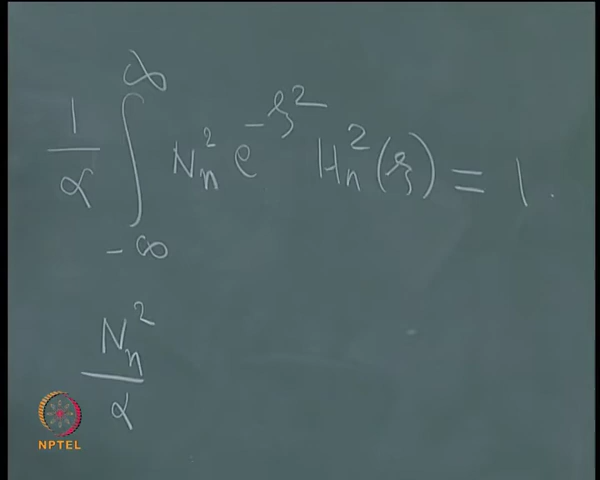 1/α ∫_{-∞}^{∞} N_n^2 e^{-ξ^2} H_n^2(ξ) = 1.
N_n^2/α
NPTEL